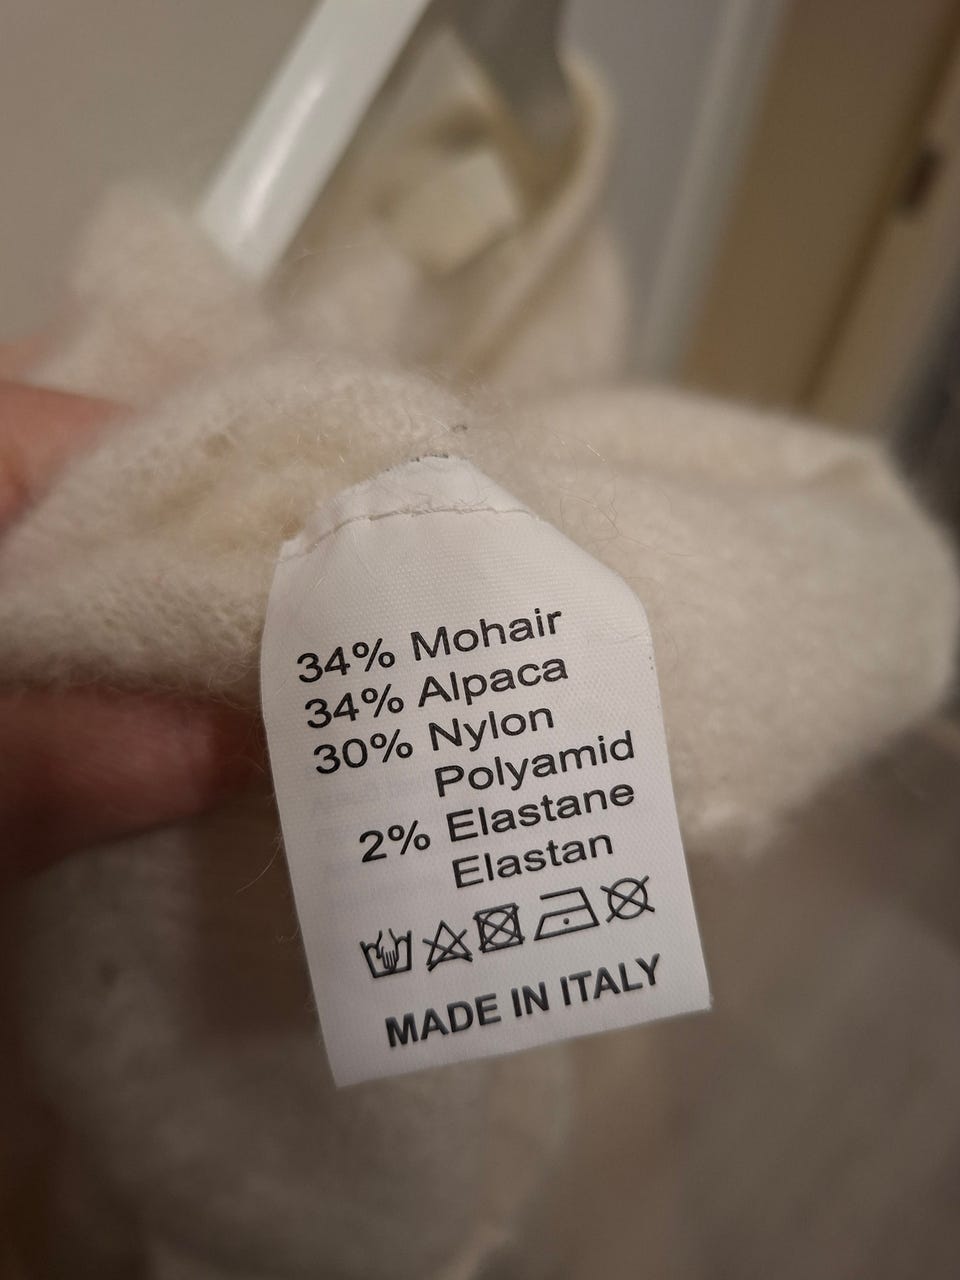 34% Mohair
34% Alpaca
30% Nylon
Polyamid
2% Elastane
Elastan
MADE IN ITALY